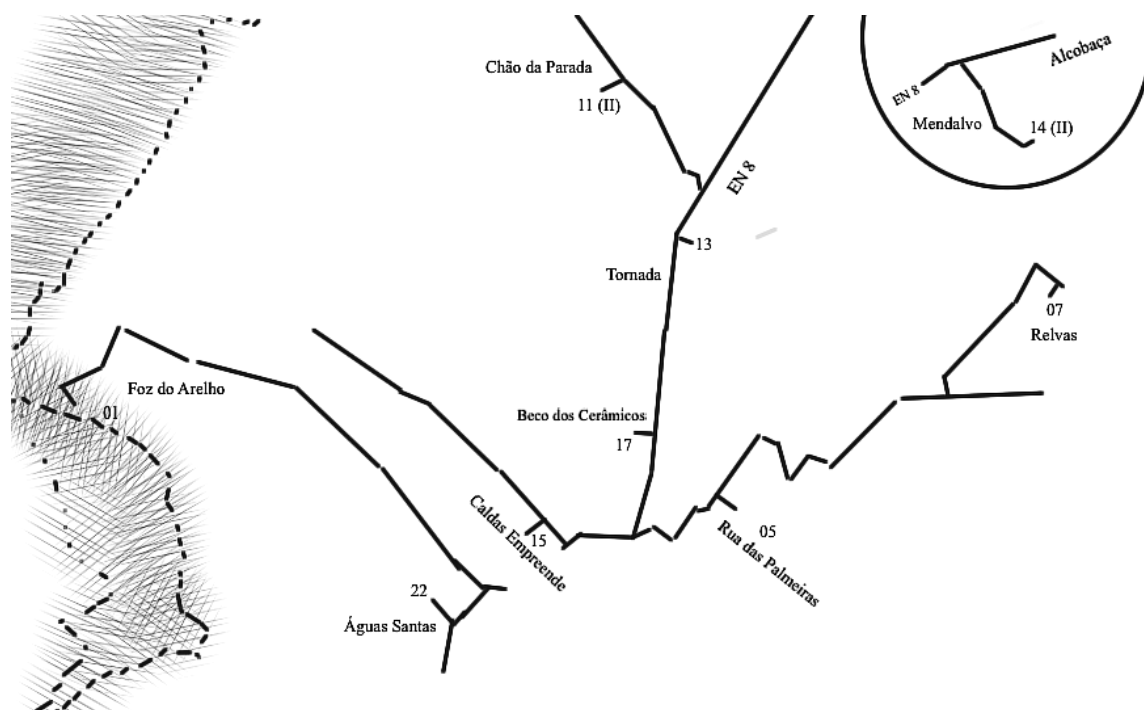 Chão da Parada
11 (II)
EN 8
Alcobaça
EN 8
Mendalvo
14 (II)
13
Tornada
07
Relvas
Foz do Arelho
01
Beco dos Cerâmicos
17
Caldas Empreende
15
05
Rua das Palmeiras
22
Águas Santas